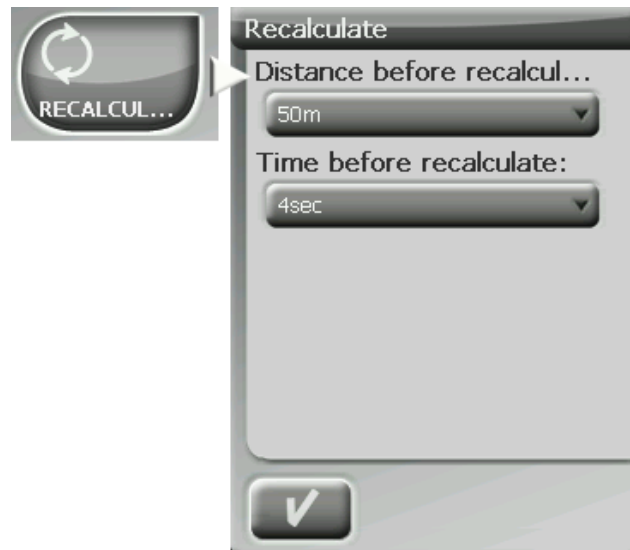 RECALCUL...
Recalculate
Distance before recalcul...
50m
Time before recalculate:
4sec